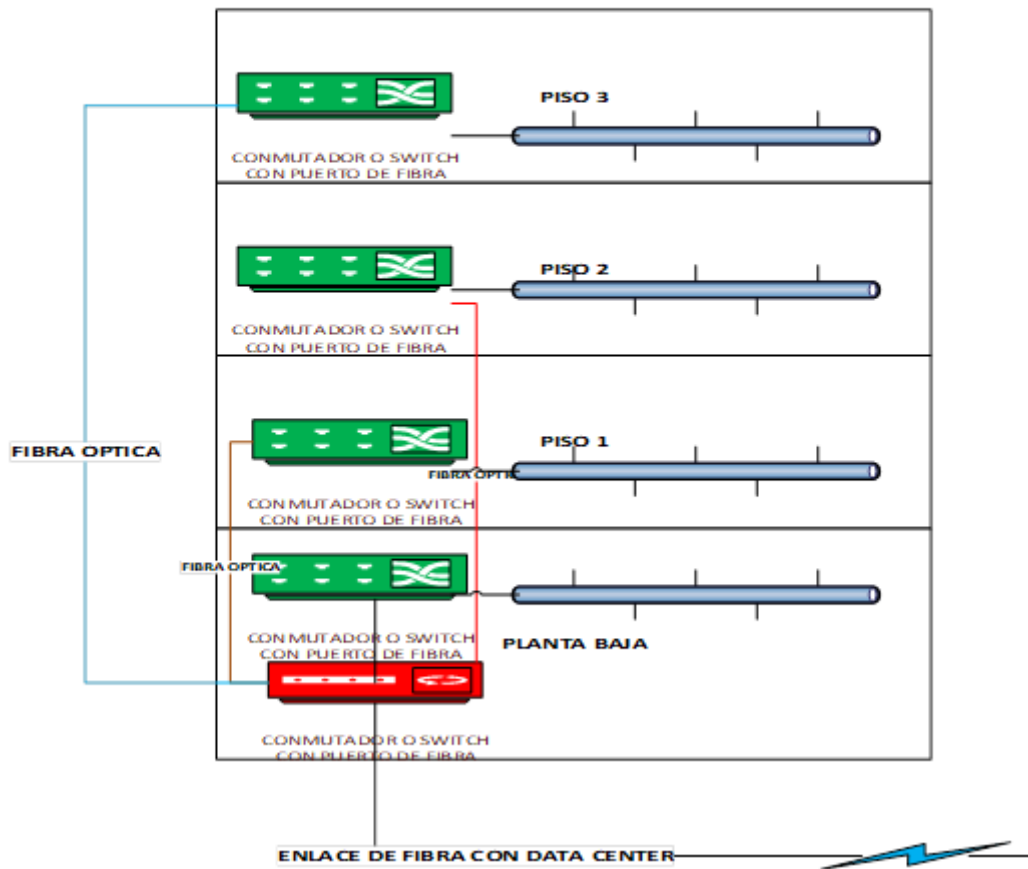 PISO 3
CONMUTADOR O SWITCH
CON PUERTO DE FIBRA
PISO 2
CONMUTADOR O SWITCH
CON PUERTO DE FIBRA
FIBRA OPTICA
PISO 1
FIBRA OPTIC
CONMUTADOR O SWITCH
CON PUERTO DE FIBRA
FIBRA OPTICA
CONMUTADOR O SWITCH
CON PUERTO DE FIBRA
PLANTA BAJA
CONMUTADOR O SWITCH
CON PUERTO DE FIBRA
ENLACE DE FIBRA CON DATA CENTER